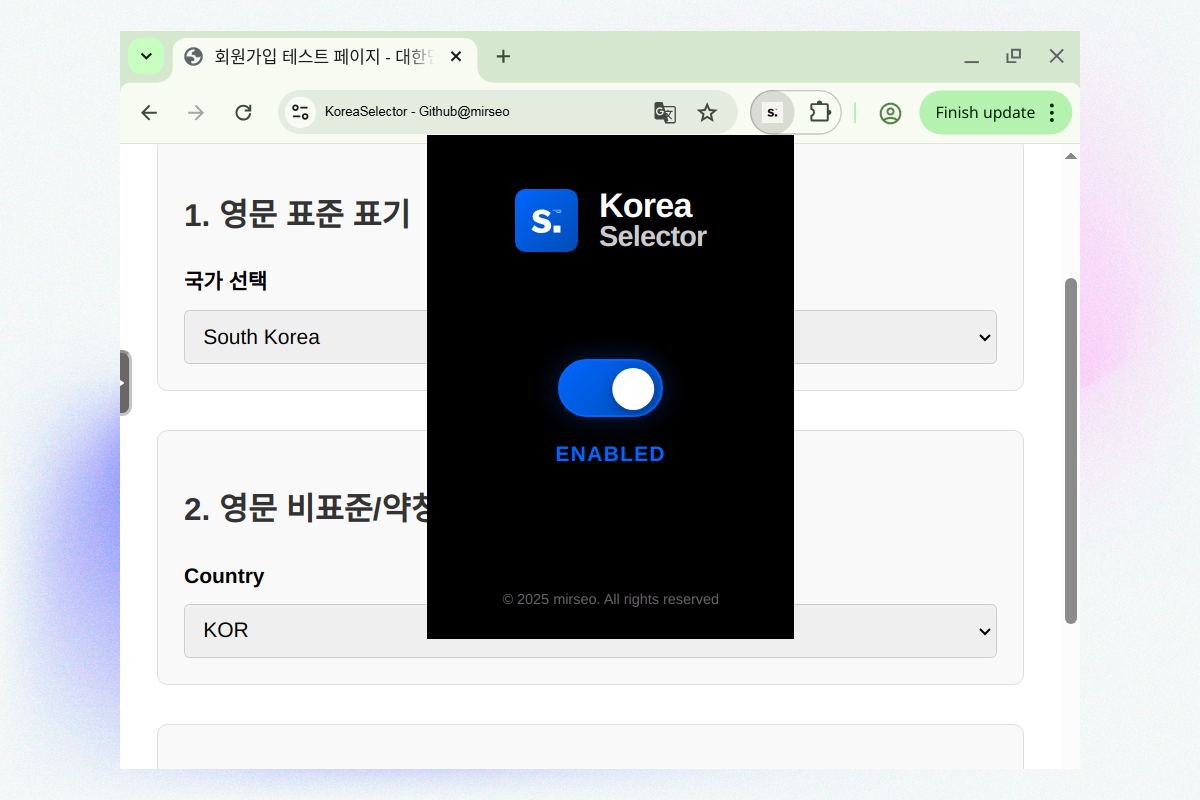 회원가입 테스트 페이지 - 대한
KoreaSelector - Github@mirseo
s.
Finish update
s.
Korea
Selector
ENABLED
© 2025 mirseo. All rights reserved
1. 영문 표준 표기
국가 선택
South Korea
2. 영문 비표준/약칭
Country
KOR